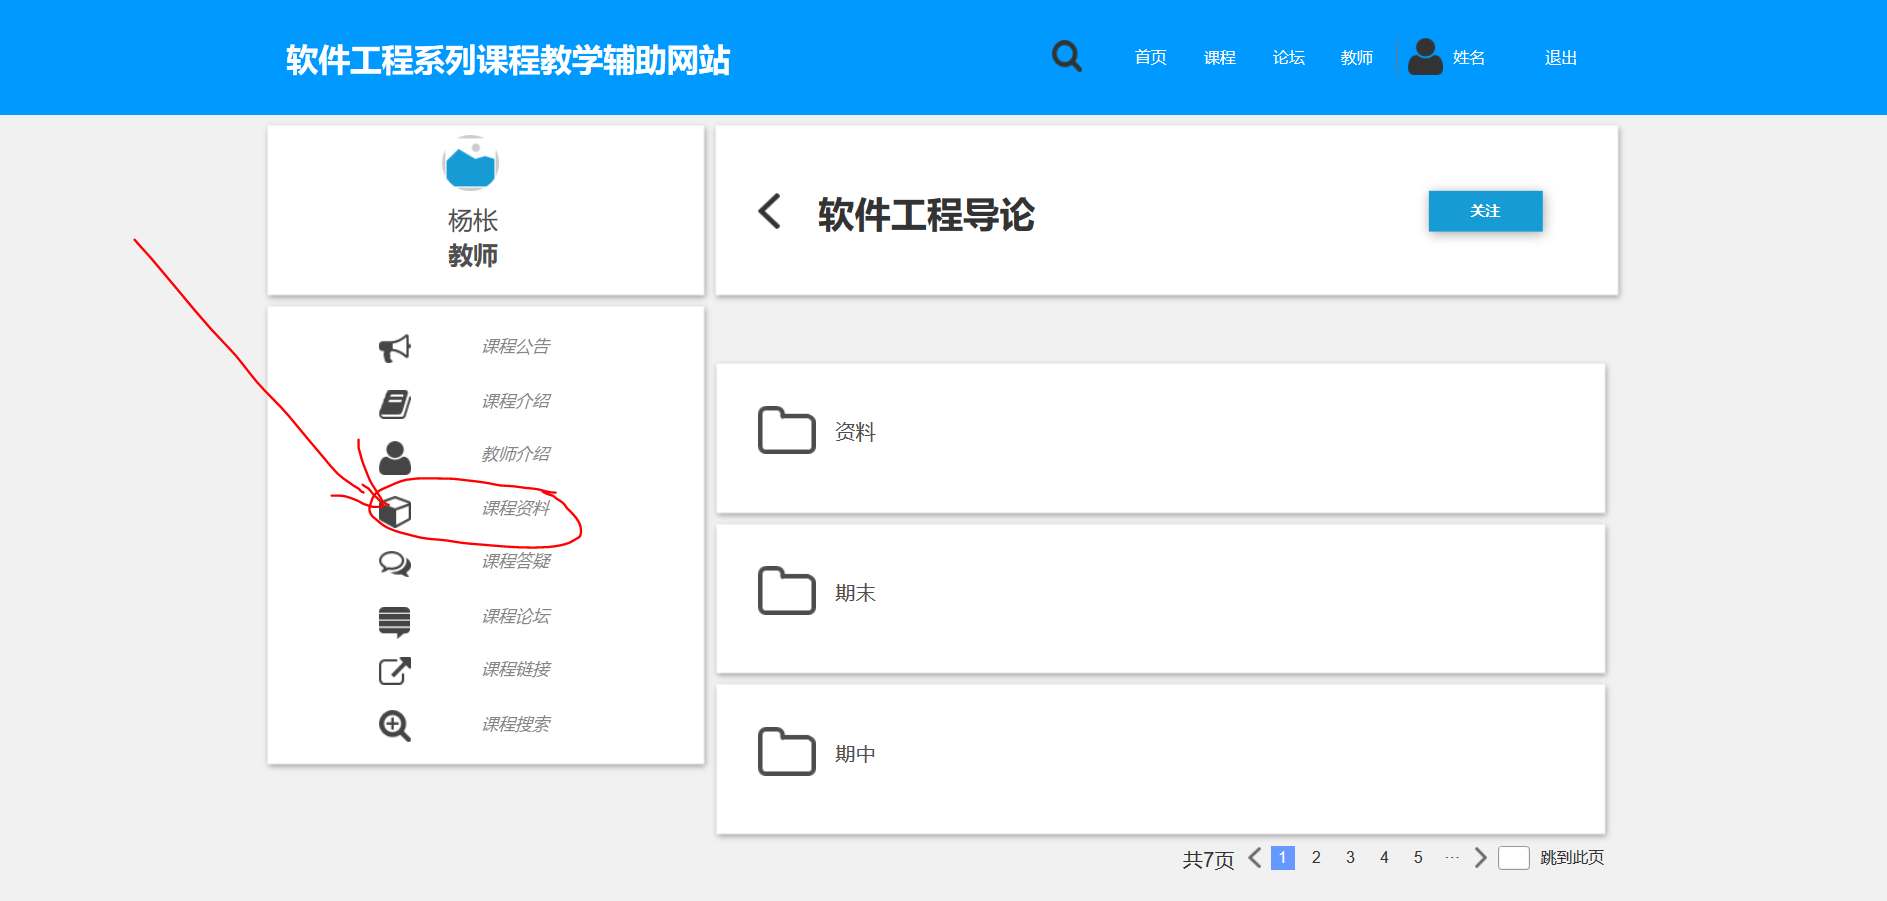 软件工程系列课程教学辅助网站
首页 课程 论坛 教师 姓名 退出
杨枨
教师
软件工程导论
关注
课程公告
课程介绍
教师介绍
课程资料
课程答疑
课程论坛
课程链接
课程搜索
资料
期末
期中
共7页 1 2 3 4 5 ... 跳到此页